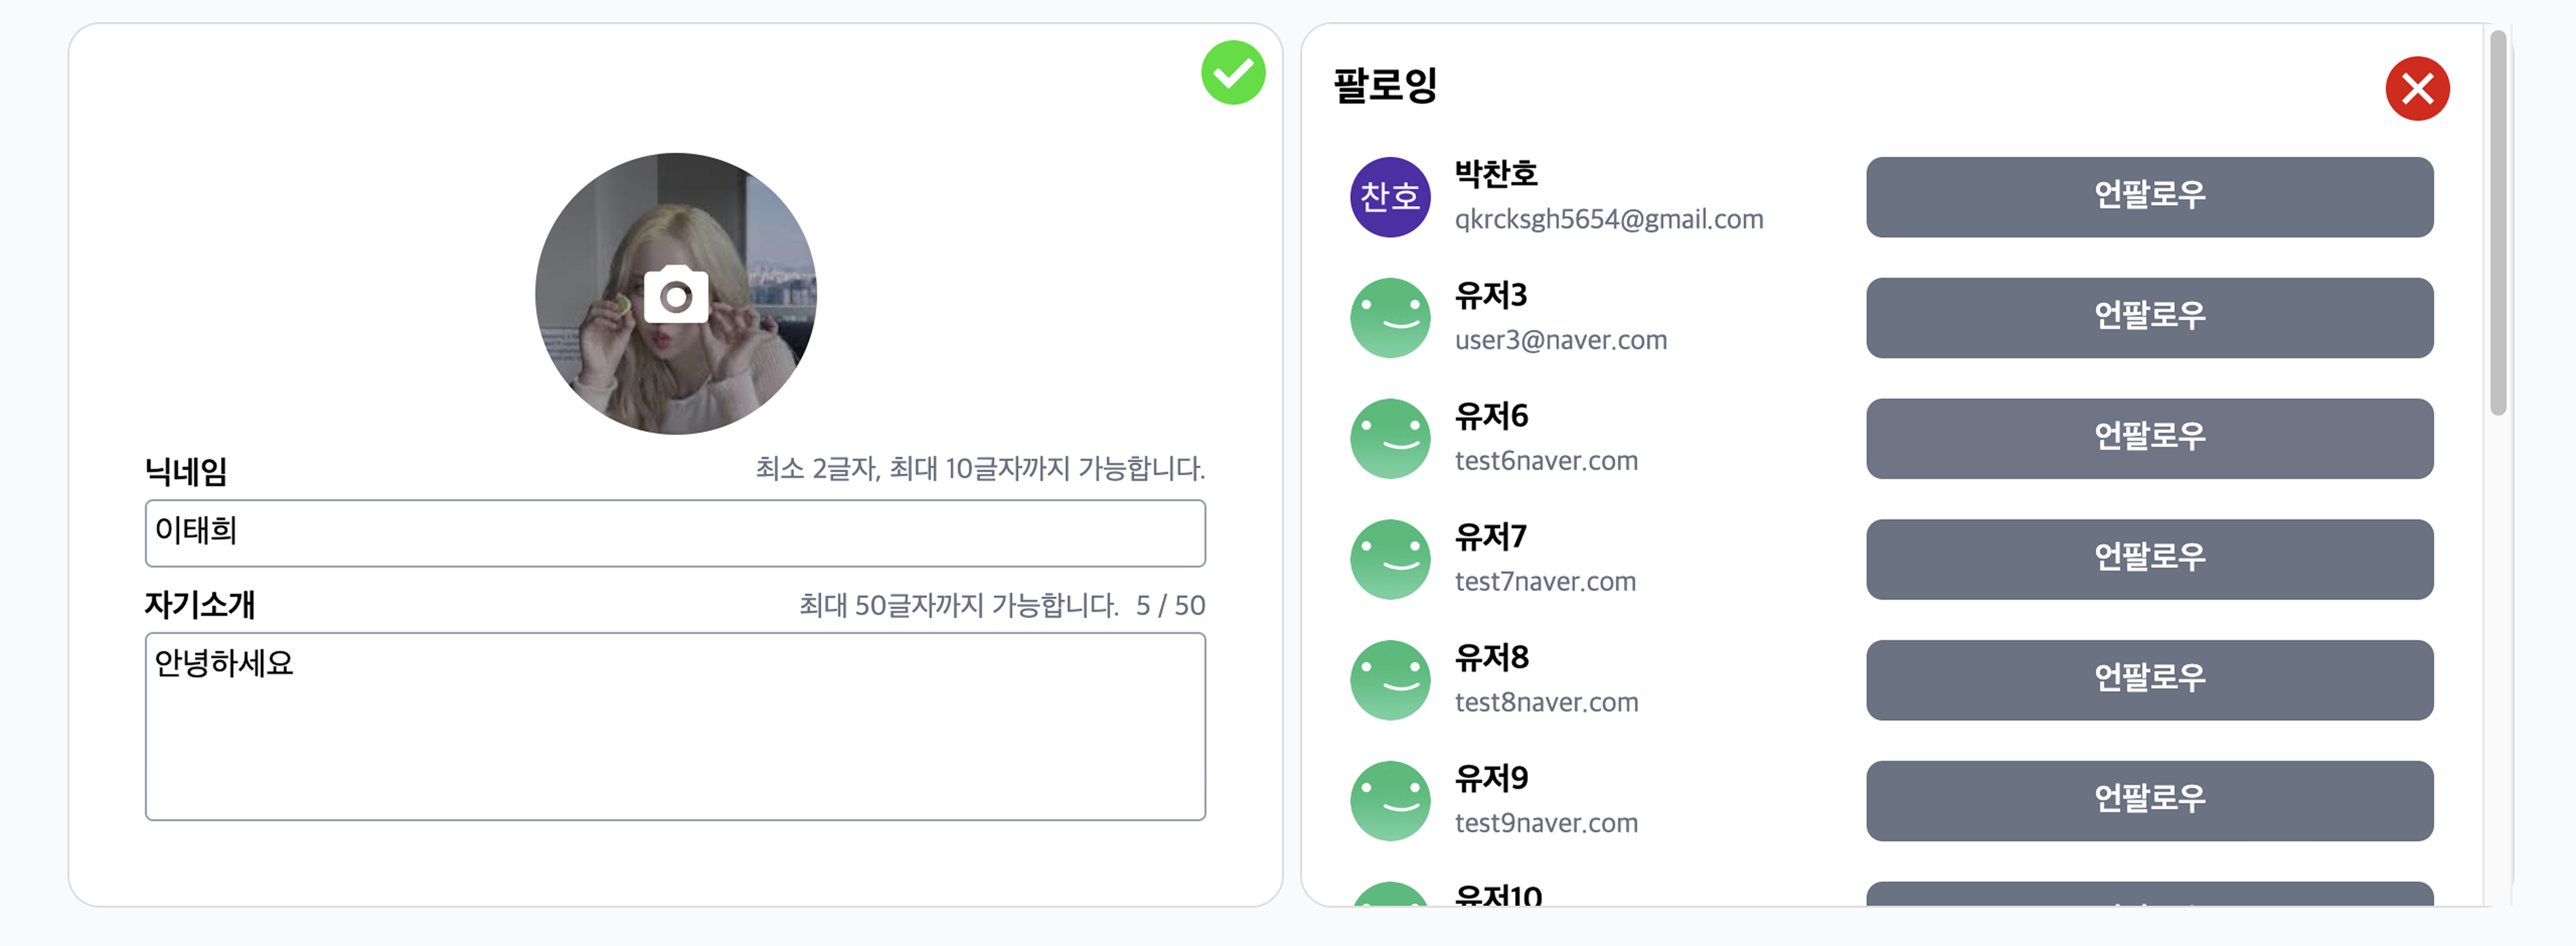 닉네임
최소 2글자, 최대 10글자까지 가능합니다.
이태희
자기소개
최대 50글자까지 가능합니다. 5 / 50
안녕하세요
팔로잉
찬호
박찬호
qkrcksgh5654@gmail.com
언팔로우
유저3
user3@naver.com
언팔로우
유저6
test6naver.com
언팔로우
유저7
test7naver.com
언팔로우
유저8
test8naver.com
언팔로우
유저9
test9naver.com
언팔로우
유저10